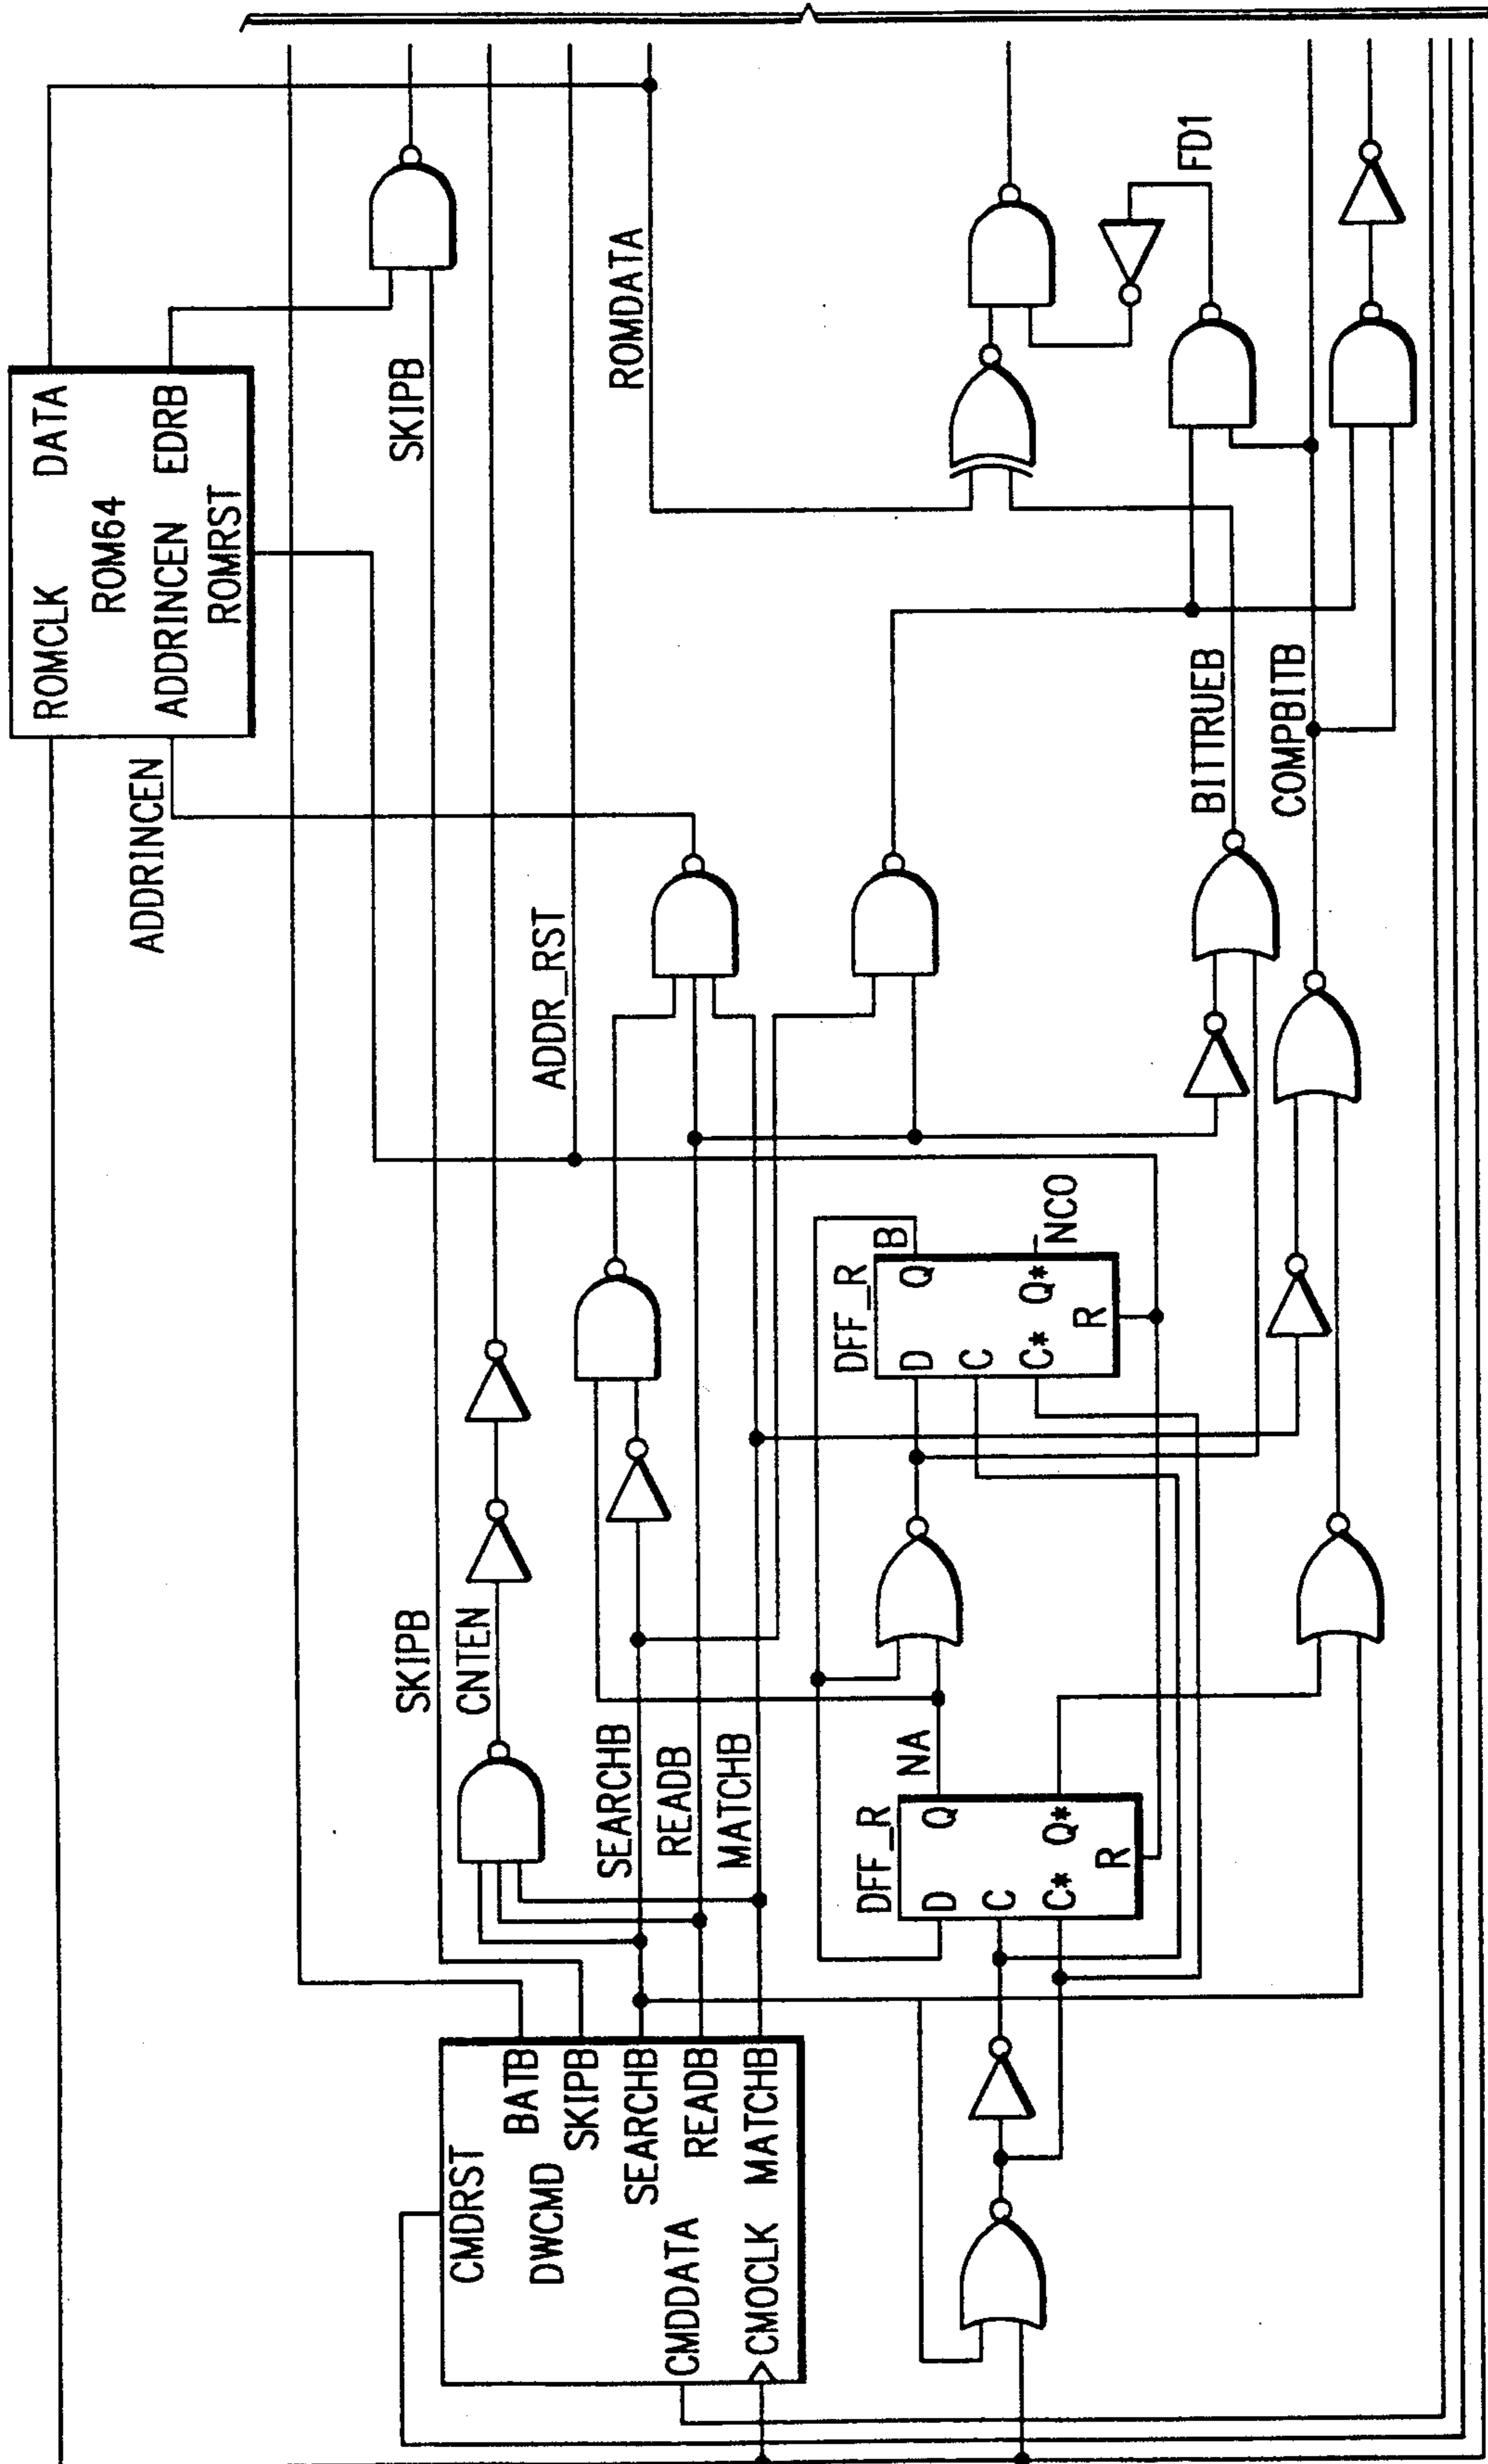 ROMCLK DATA
ROM64
ADDRINCEN EDRB
ROMRST
ADDRINCEN
SKIPB
ROMDATA
FD1
ADDR_RST
BITTRUEB
COMPBITB
SKIPB
CNTEN
SEARCHB
READB
MATCHB
DFF_R
D Q
B
C
C* Q*
R
NCO
DFF_R
D Q
NA
C
C* Q*
R
CMDRST
BATB
DWCMD
SKIPB
SEARCHB
CMDDATA READB
CMOCLK MATCHB